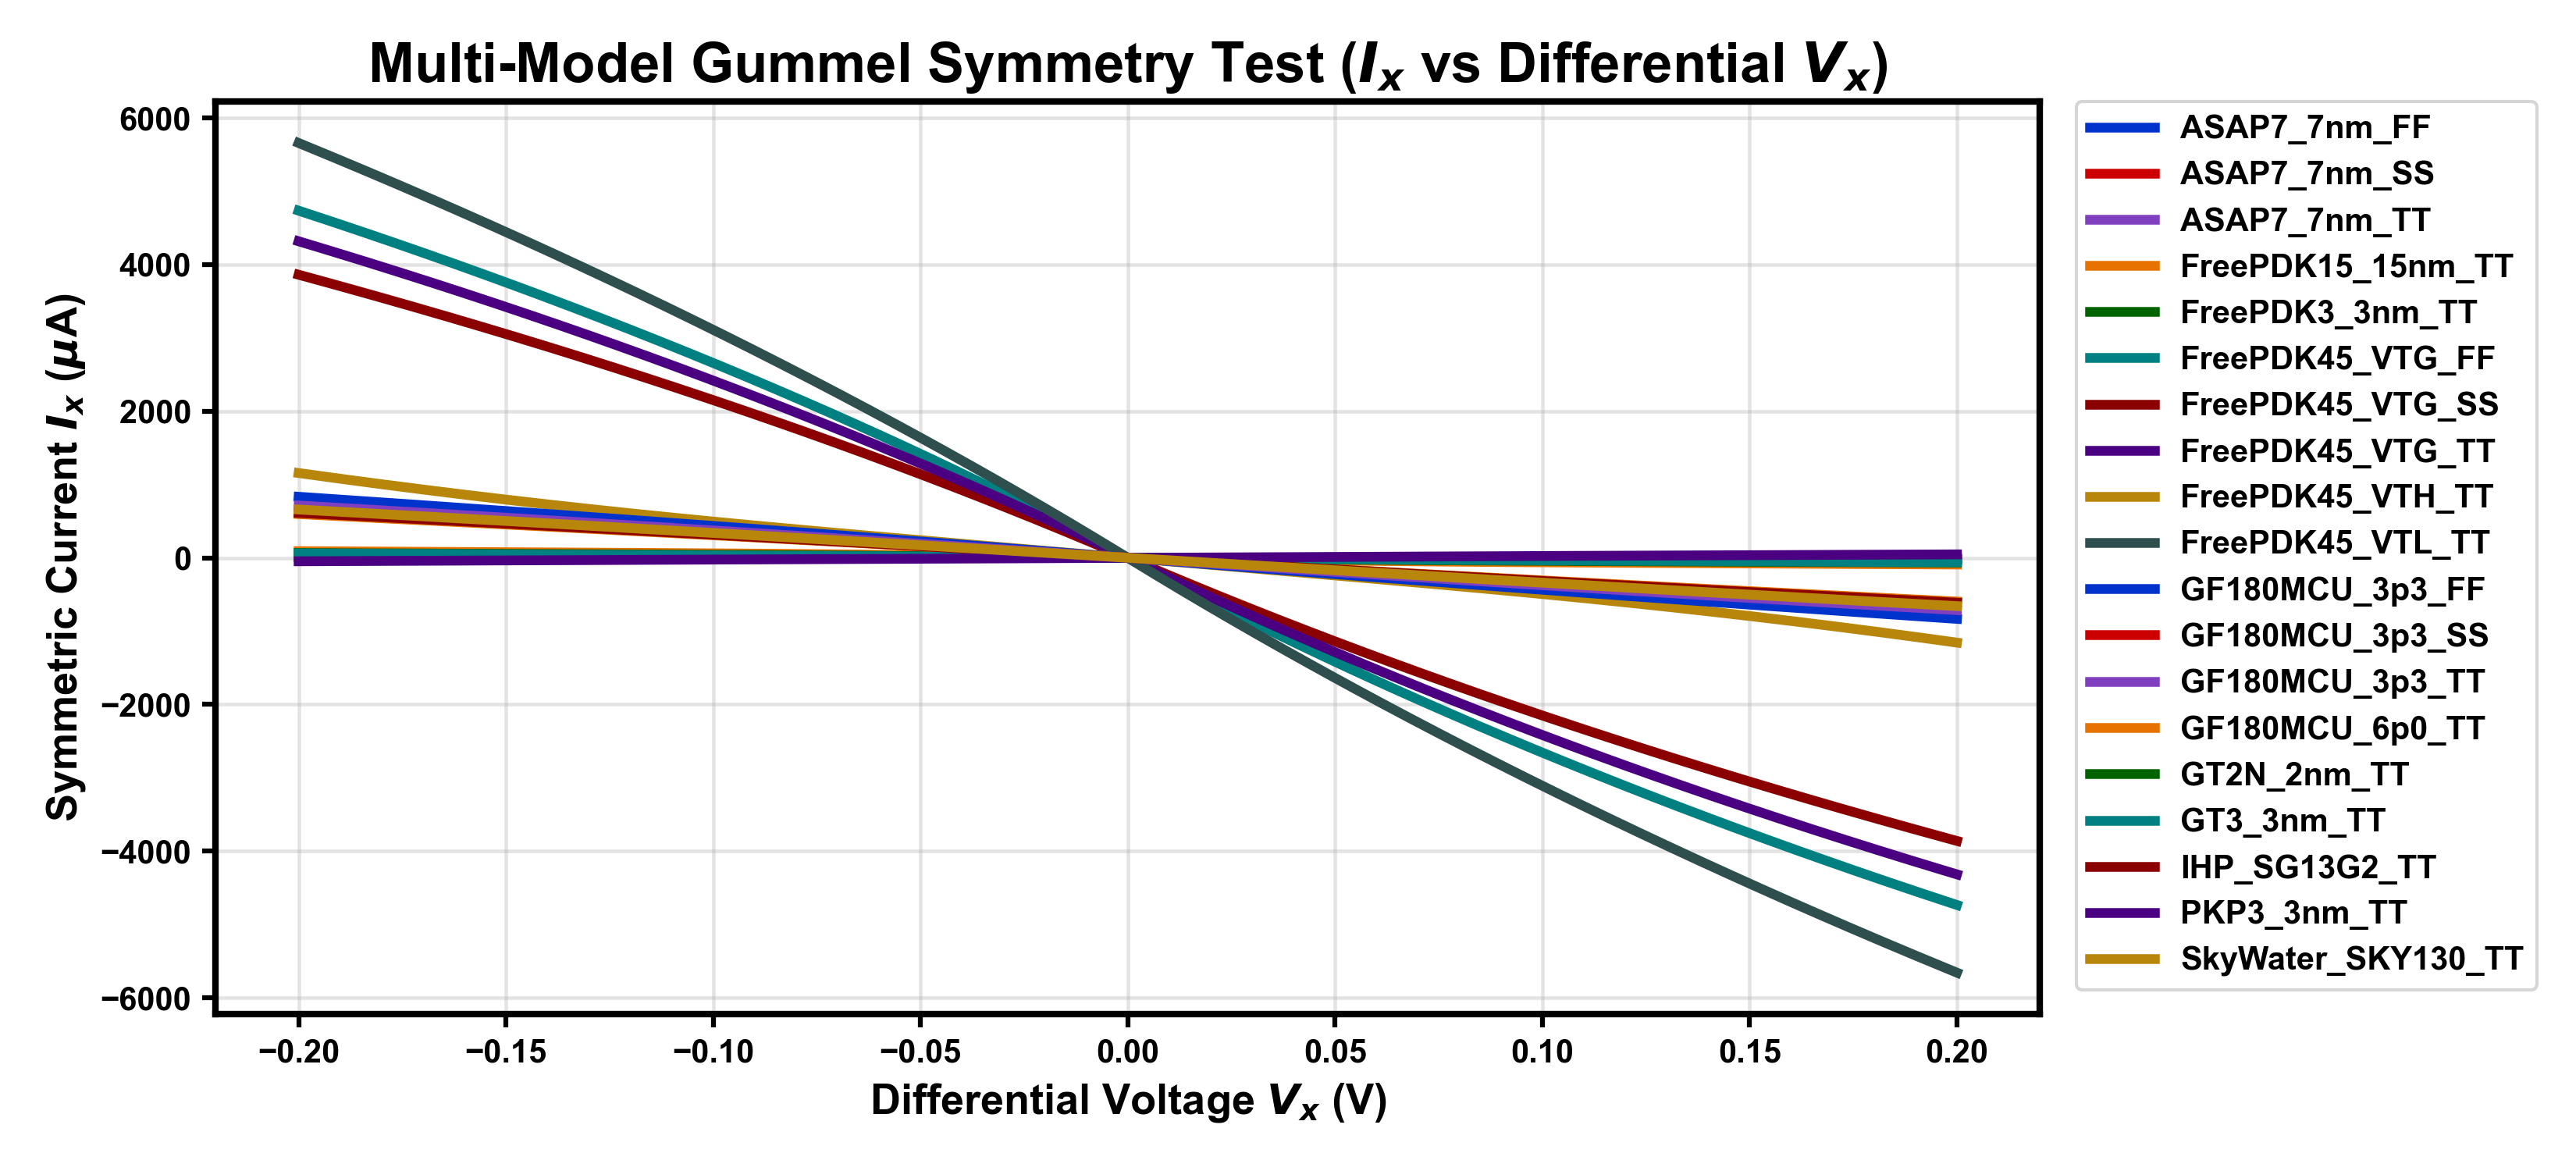 Multi-Model Gummel Symmetry Test (Iₓ vs Differential Vₓ)
Symmetric Current Iₓ (μA)
6000
4000
2000
0
−2000
−4000
−6000
−0.20
−0.15
−0.10
−0.05
0.00
0.05
0.10
0.15
0.20
Differential Voltage Vₓ (V)
ASAP7_7nm_FF
ASAP7_7nm_SS
ASAP7_7nm_TT
FreePDK15_15nm_TT
FreePDK3_3nm_TT
FreePDK45_VTG_FF
FreePDK45_VTG_SS
FreePDK45_VTG_TT
FreePDK45_VTH_TT
FreePDK45_VTL_TT
GF180MCU_3p3_FF
GF180MCU_3p3_SS
GF180MCU_3p3_TT
GF180MCU_6p0_TT
GT2N_2nm_TT
GT3_3nm_TT
IHP_SG13G2_TT
PKP3_3nm_TT
SkyWater_SKY130_TT